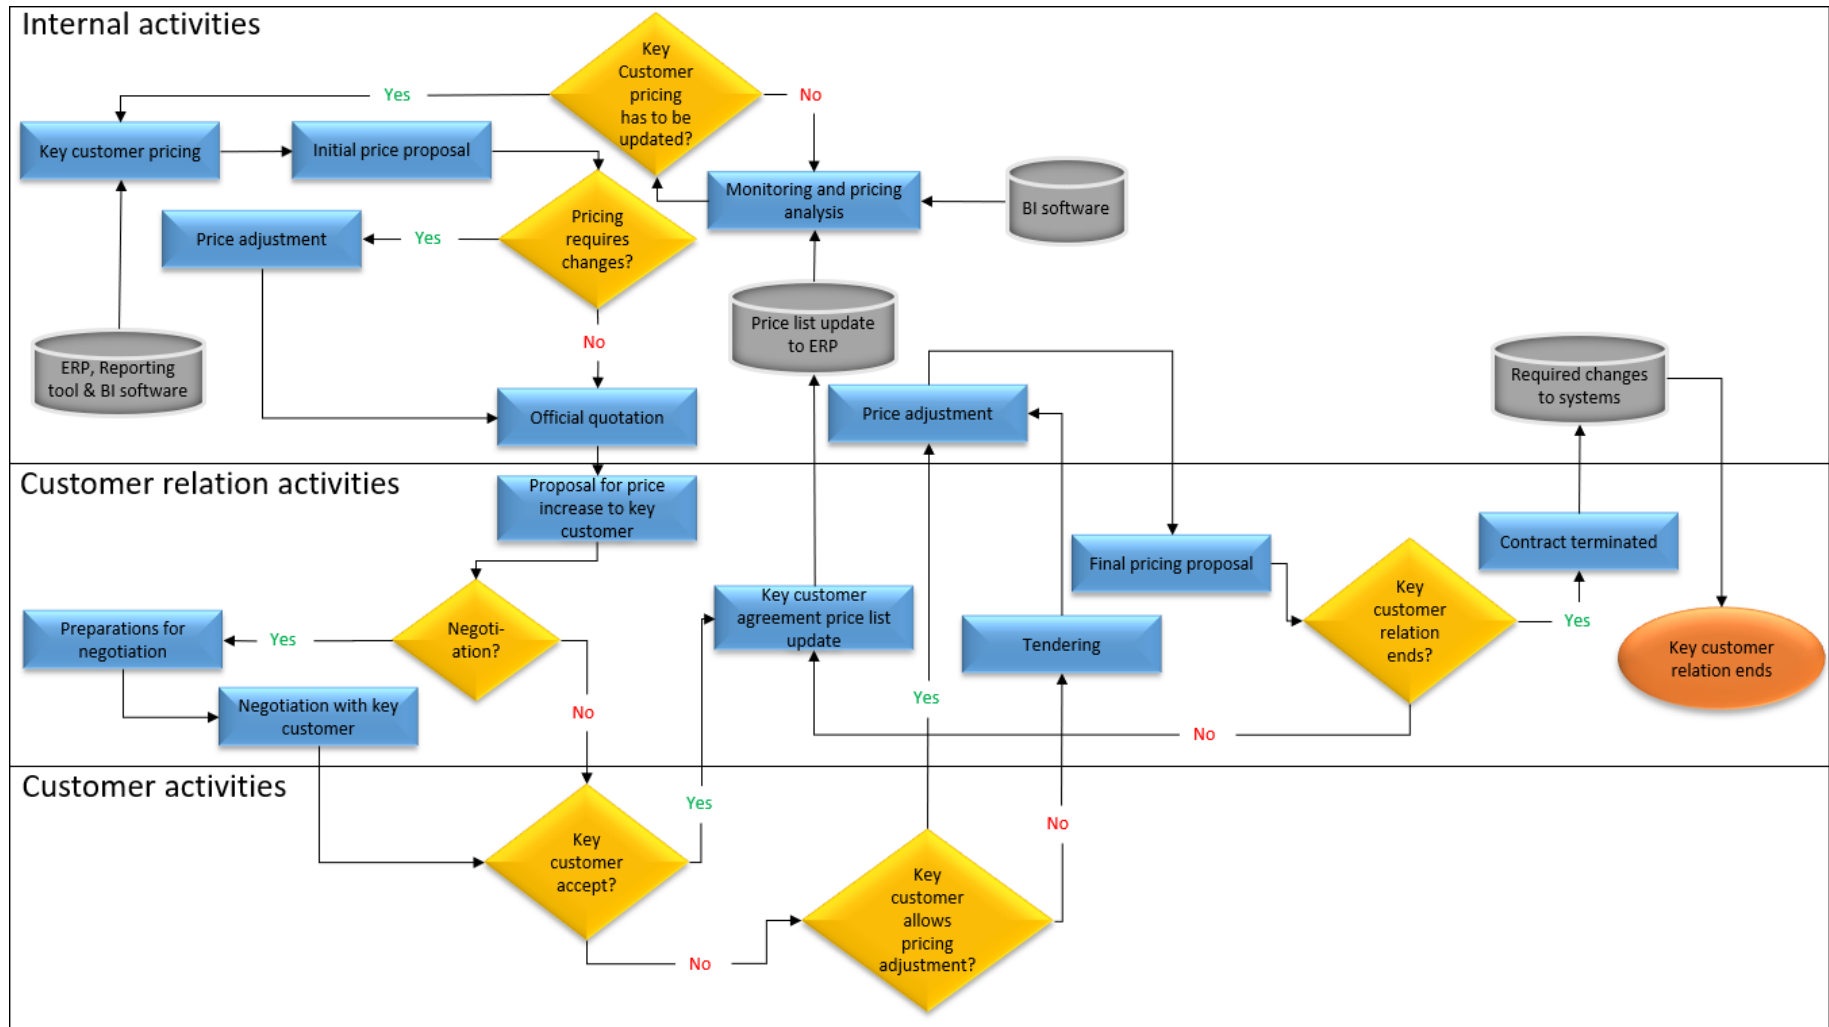 Internal activities
Key
Customer
pricing
has to be
updated?
Yes
No
Key customer pricing
Initial price proposal
Monitoring and pricing
analysis
BI software
Price adjustment
Yes
Pricing
requires
changes?
No
ERP, Reporting
tool & BI software
Price list update
to ERP
Required changes
to systems
Official quotation
Price adjustment
Customer relation activities
Proposal for price
increase to key
customer
Contract terminated
Final pricing proposal
Key
customer
relation
ends?
Yes
Key customer
agreement price list
update
Preparations for
negotiation
Yes
Negoti-
ation?
Tendering
Key customer
relation ends
Negotiation with key
customer
No
Yes
No
Customer activities
Yes
No
Key
customer
accept?
Key
customer
allows
pricing
adjustment?
No